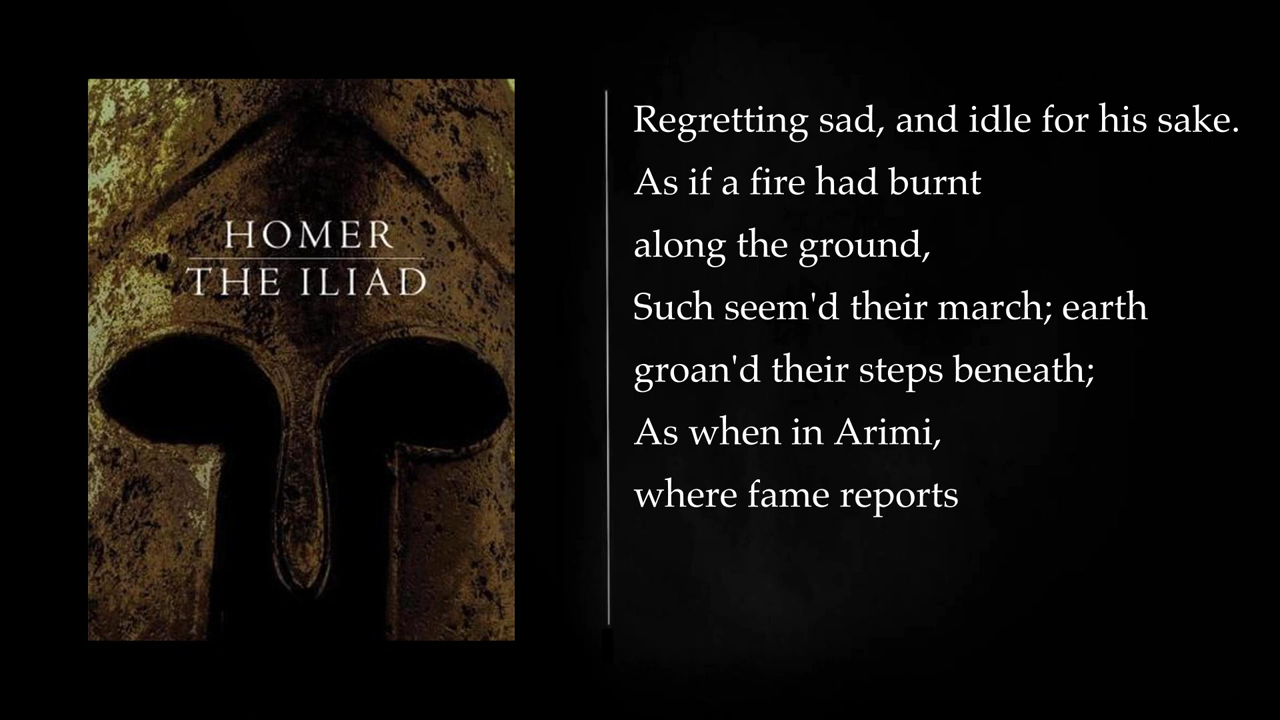 HOMER
THE ILIAD
Regretting sad, and idle for his sake.
As if a fire had burnt
along the ground,
Such seem'd their march; earth
groan'd their steps beneath;
As when in Arimi,
where fame reports